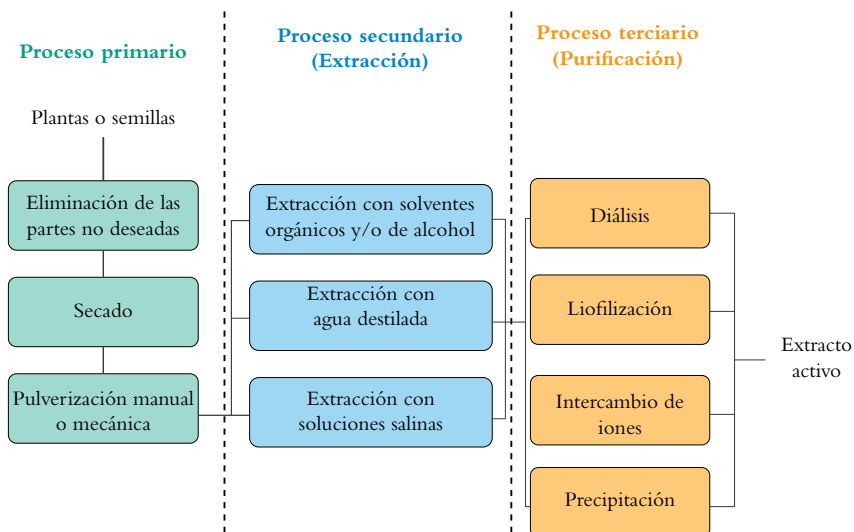 Proceso primario
Proceso secundario
(Extracción)
Proceso terciario
(Purificación)
Plantas o semillas
Eliminación de las
partes no deseadas
Secado
Pulverización manual
o mecánica
Extracción con solventes
orgánicos y/o de alcohol
Extracción con
agua destilada
Extracción con
soluciones salinas
Diálisis
Liofilización
Intercambio de
iones
Precipitación
Extracto
activo